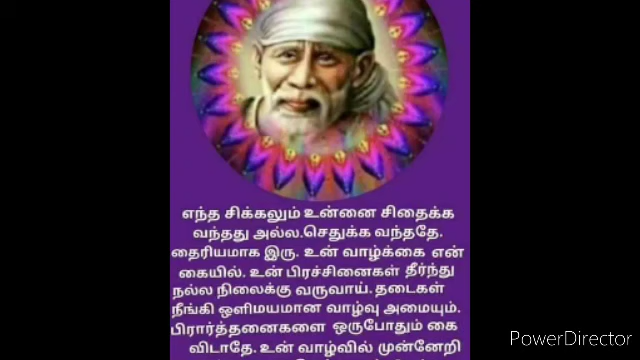 எந்த சிக்கலும் உன்னை சிதைக்க
வந்தது அல்ல.செதுக்க வந்ததே.
தைரியமாக இரு. உன் வாழ்க்கை என்
கையில். உன் பிரச்சினைகள் தீர்ந்து
நல்ல நிலைக்கு வருவாய். தடைகள்
நீங்கி ஒளிமயமான வாழ்வு அமையும்.
பிரார்த்தனைகளை ஒருபோதும் கை
விடாதே. உன் வாழ்வில் முன்னேறி
PowerDirector